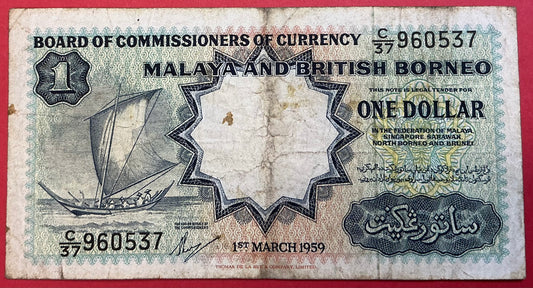 BOARD OF COMMISSIONERS OF CURRENCY C/37 960537
1
MALAYA AND BRITISH BORNEO
THIS NOTE IS LEGAL TENDER FOR
ONE DOLLAR
IN THE FEDERATION OF MALAYA,
SINGAPORE, SARAWAK,
NORTH BORNEO AND BRUNEI.
C/37 960537
1ST MARCH 1959
ساتو رڠݢيت
THOMAS DE LA RUE & COMPANY, LIMITED.